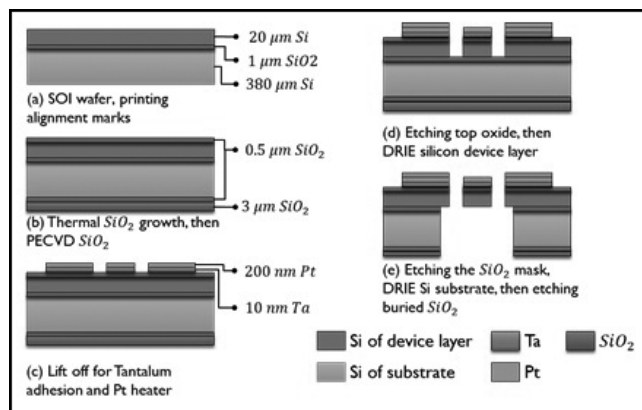 20 μm Si
1 μm SiO2
380 μm Si
(a) SOI wafer, printing
alignment marks
0.5 μm SiO₂
3 μm SiO₂
(b) Thermal SiO₂ growth, then
PECVD SiO₂
200 nm Pt
10 nm Ta
(c) Lift off for Tantalum
adhesion and Pt heater
(d) Etching top oxide, then
DRIE silicon device layer
(e) Etching the SiO₂ mask,
DRIE Si substrate, then etching
buried SiO₂
Si of device layer
Ta
SiO₂
Si of substrate
Pt